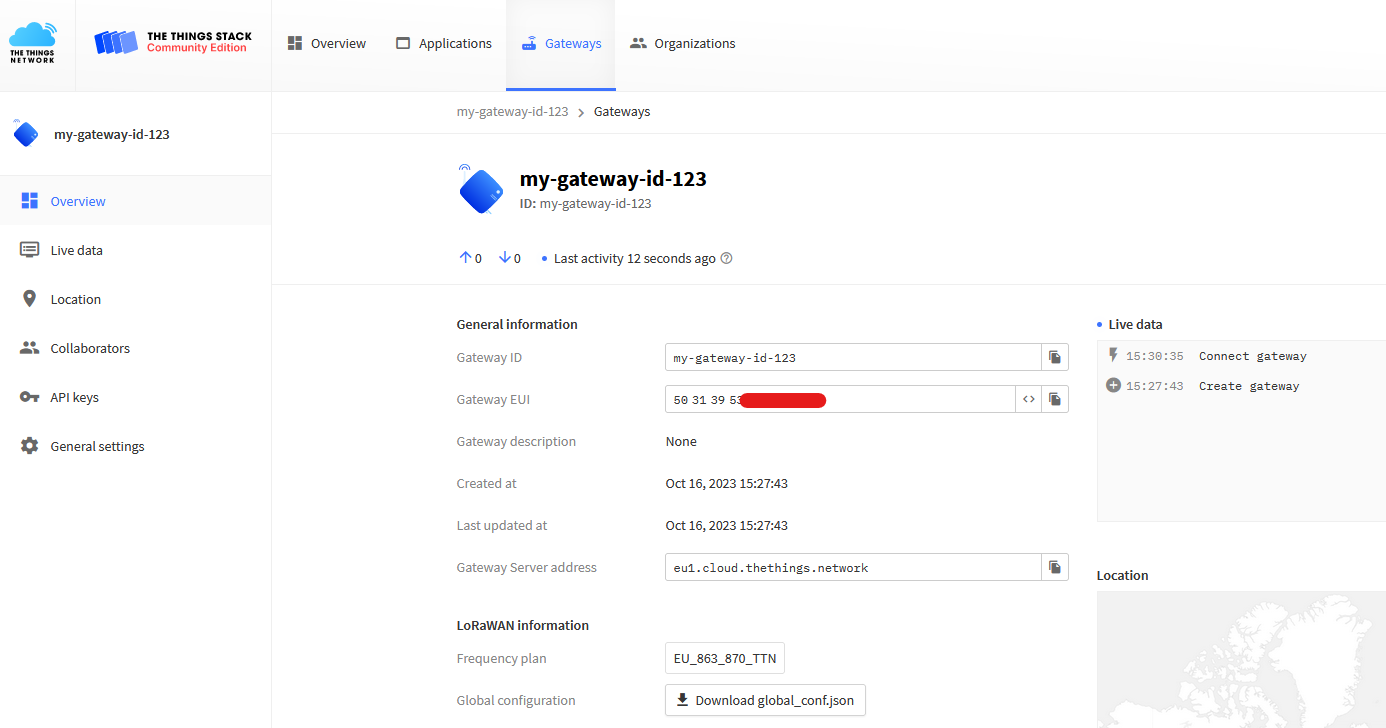 THE THINGS
NETWORK
THE THINGS STACK
Community Edition
Overview
Applications
Gateways
Organizations
my-gateway-id-123
Overview
Live data
Location
Collaborators
API keys
General settings
my-gateway-id-123 > Gateways
my-gateway-id-123
ID: my-gateway-id-123
0 0 Last activity 12 seconds ago
General information
Gateway ID my-gateway-id-123
Gateway EUI 50 31 39 53
Gateway description None
Created at Oct 16, 2023 15:27:43
Last updated at Oct 16, 2023 15:27:43
Gateway Server address eu1.cloud.thethings.network
LoRaWAN information
Frequency plan EU_863_870_TTN
Global configuration Download global_conf.json
Live data
15:30:35 Connect gateway
15:27:43 Create gateway
Location